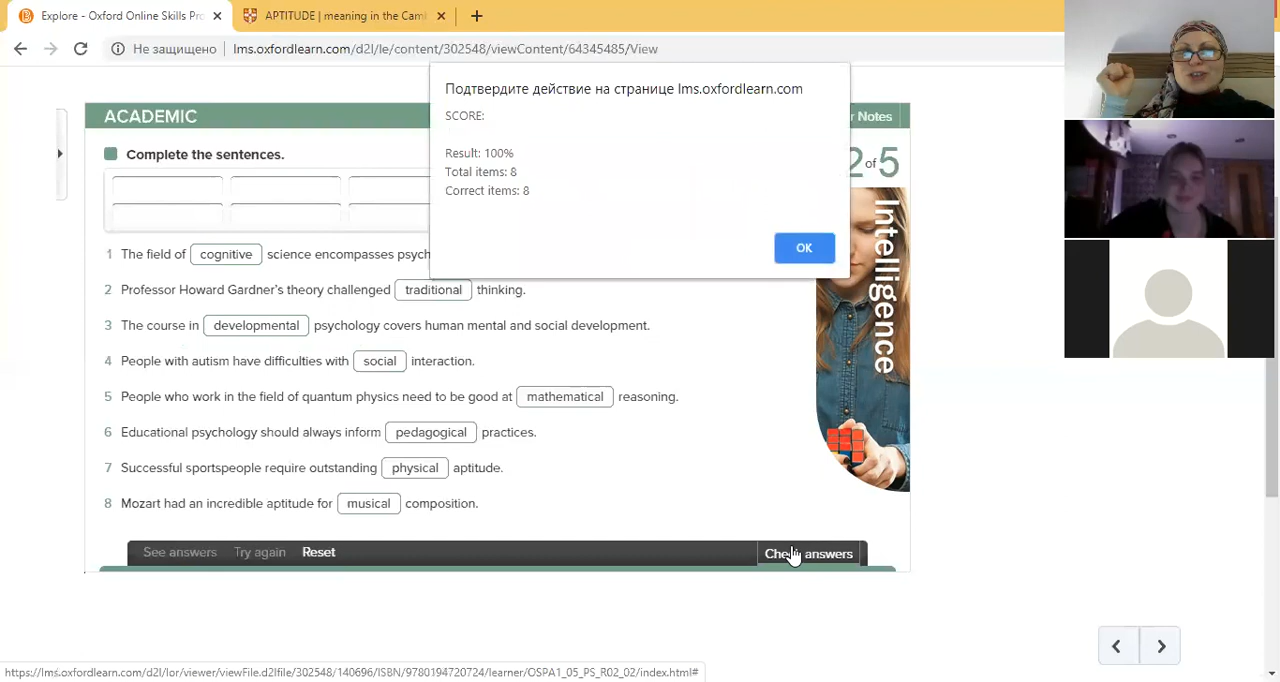 Explore - Oxford Online Skills Pro
APTITUDE | meaning in the Caml
Не защищено
lms.oxfordlearn.com/d2l/le/content/302548/viewContent/64345485/View
Подтвердите действие на странице lms.oxfordlearn.com
SCORE:
Result: 100%
Total items: 8
Correct items: 8
OK
ACADEMIC
r Notes
Complete the sentences.
2 of 5
Intelligence
1 The field of cognitive science encompasses psych
2 Professor Howard Gardner's theory challenged traditional thinking.
3 The course in developmental psychology covers human mental and social development.
4 People with autism have difficulties with social interaction.
5 People who work in the field of quantum physics need to be good at mathematical reasoning.
6 Educational psychology should always inform pedagogical practices.
7 Successful sportspeople require outstanding physical aptitude.
8 Mozart had an incredible aptitude for musical composition.
See answers Try again Reset Check answers
https://lms.oxfordlearn.com/d2l/lor/viewer/viewFile.d2lfile/302548/140696/ISBN/9780194720724/learner/OSPA1_05_PS_R02_02/index.html#